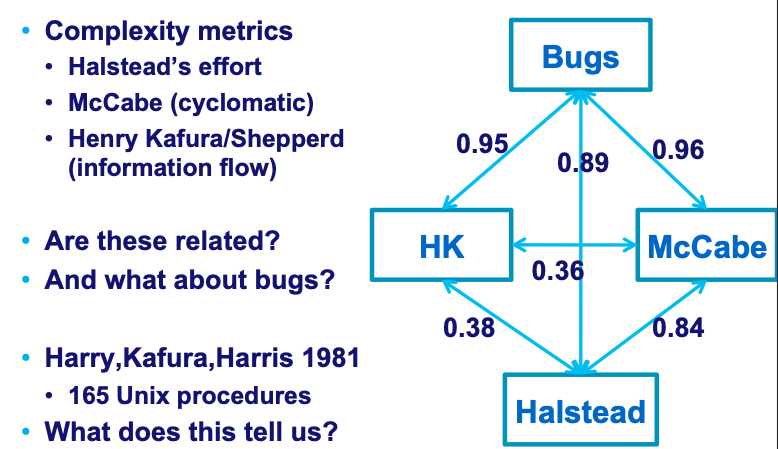 Complexity metrics
Halstead's effort
McCabe (cyclomatic)
Henry Kafura/Shepperd
(information flow)
Are these related?
And what about bugs?
Harry,Kafura,Harris 1981
165 Unix procedures
What does this tell us?
Bugs
0.95
0.89
0.96
HK
McCabe
0.36
0.38
0.84
Halstead